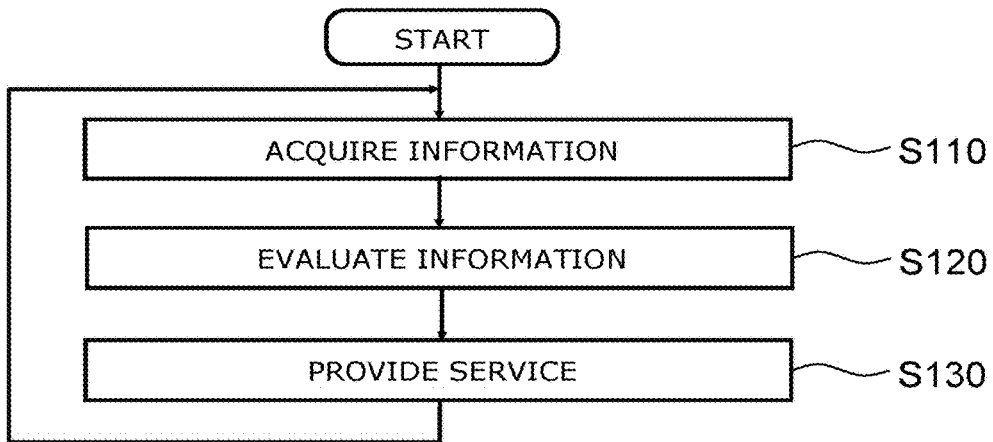 START
ACQUIRE INFORMATION
S110
EVALUATE INFORMATION
S120
PROVIDE SERVICE
S130